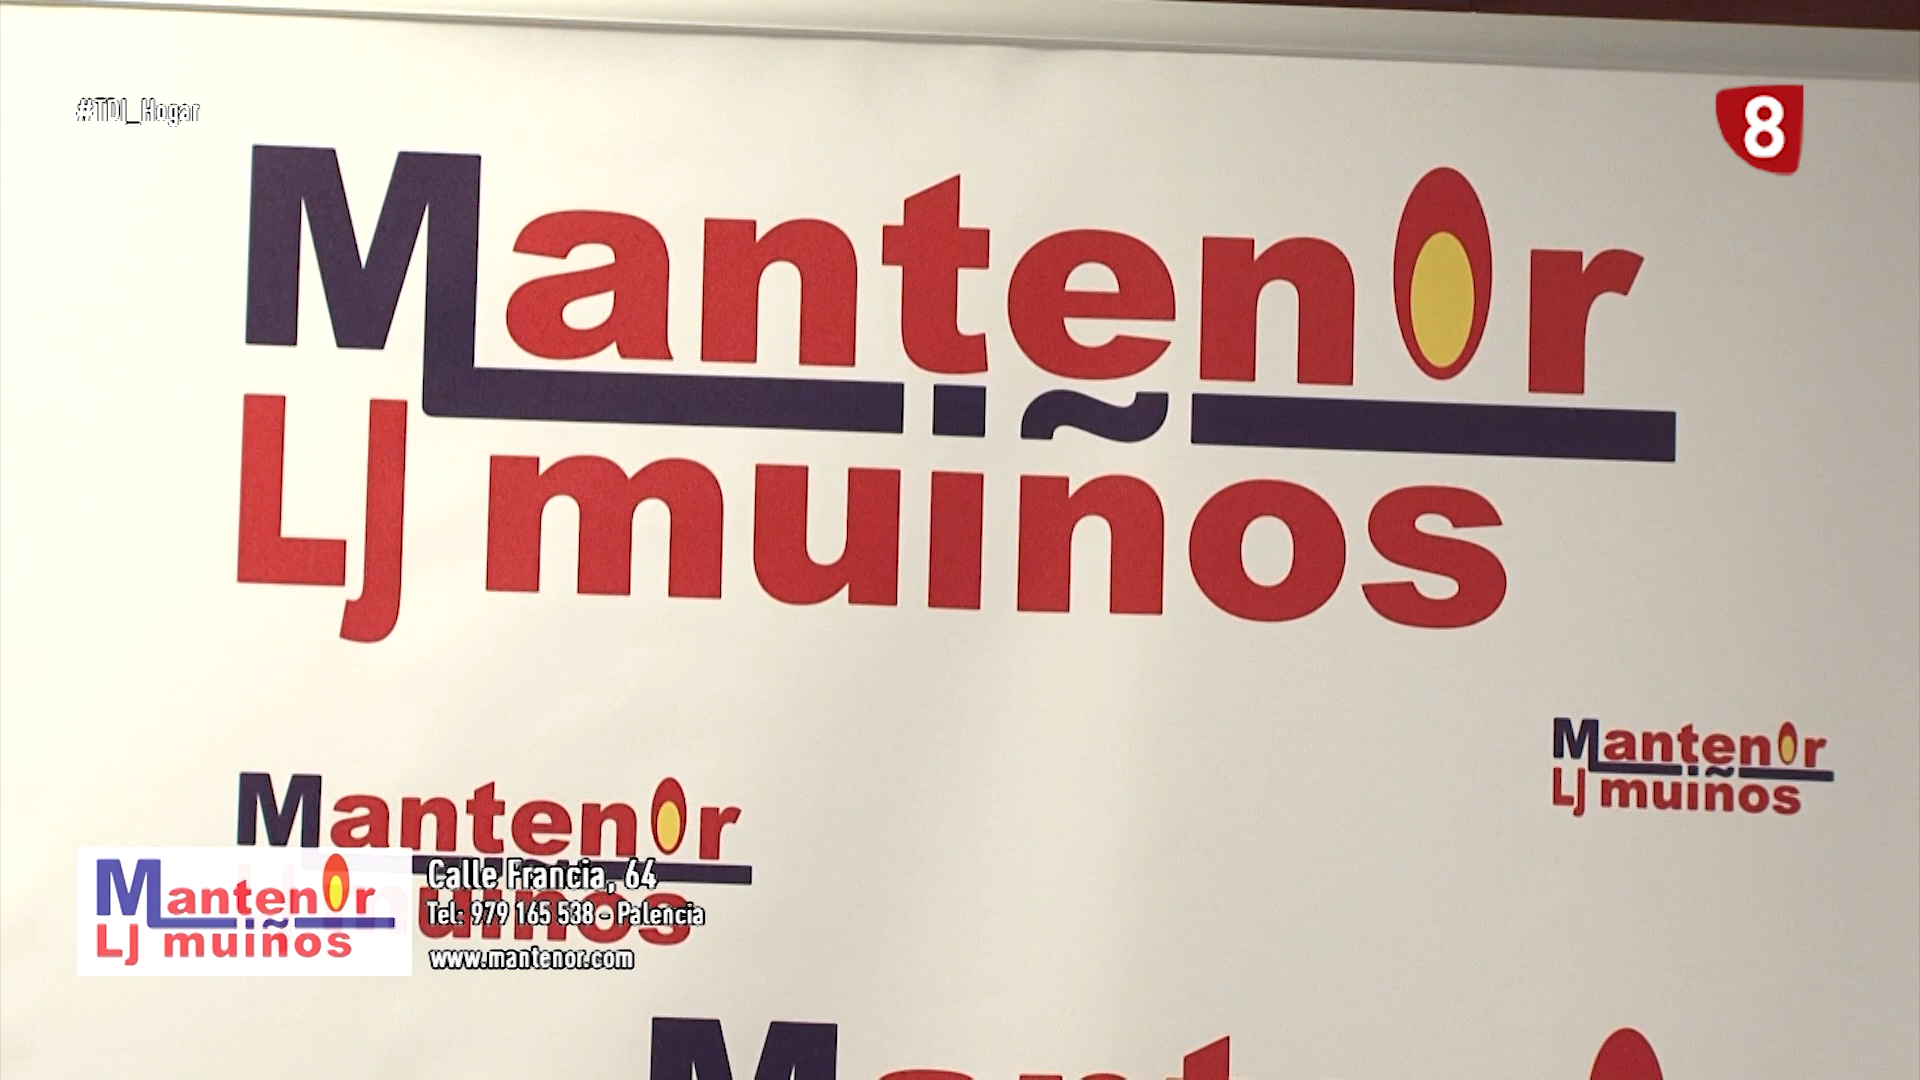 #TDI_Hogar
8
Mantenor
LJ muiños
Mantenor
LJ muiños
Mantenor
muiños
Mantenor
LJ muiños
Calle Francia, 64
Tel: 979 165 538 - Palencia
www.mantenor.com